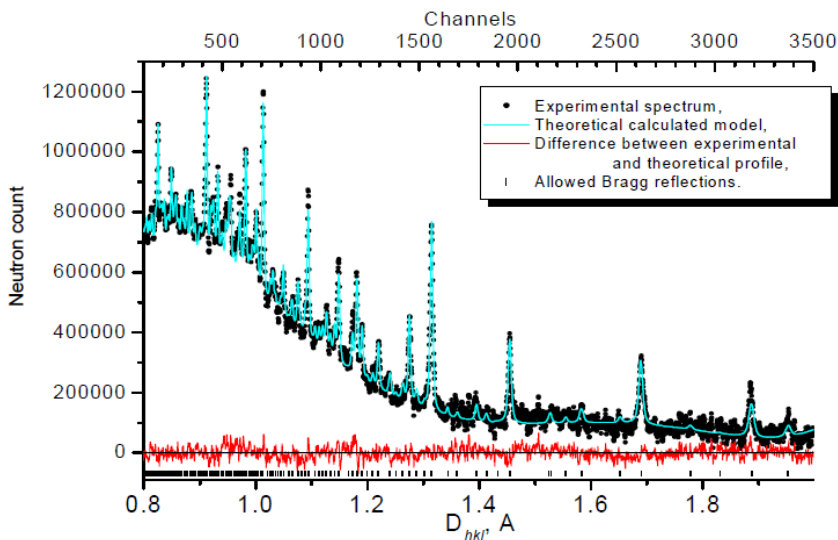 Channels
500 1000 1500 2000 2500 3000 3500
1200000
1000000
800000
600000
400000
200000
0
Neutron count
Experimental spectrum,
Theoretical calculated model,
Difference between experimental
and theoretical profile,
Allowed Bragg reflections.
0.8 1.0 1.2 1.4 1.6 1.8
D hkl, A